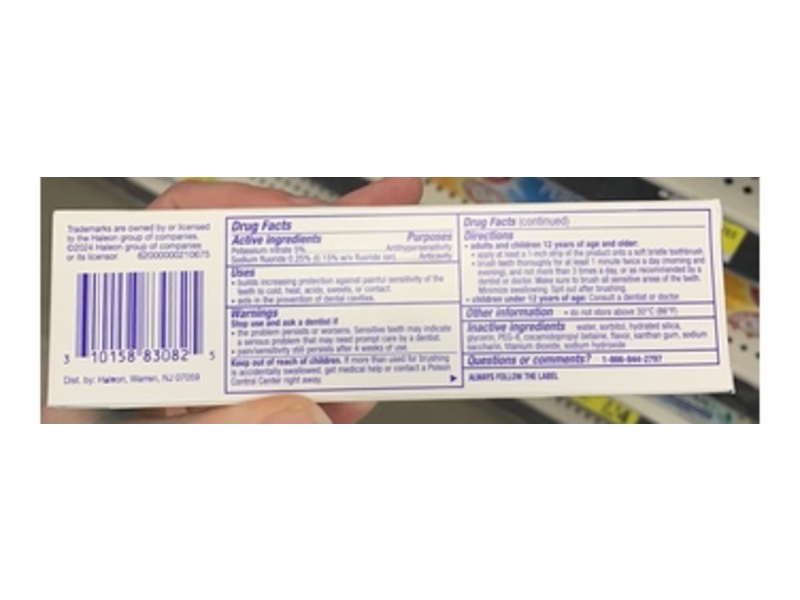 Trademarks are owned by or licensed
to the Haleon group of companies.
©2024 Haleon group of companies
or its licensor. 62000000210675
3 10158 83082 5
Dist. by: Haleon, Warren, NJ 07059
Drug Facts
Active ingredients Purposes
Potassium nitrate 5% Antihypersensitivity
Sodium fluoride 0.25% (0.15% w/v fluoride ion) Anticavity
Uses
• builds increasing protection against painful sensitivity of the
teeth to cold, heat, acids, sweets, or contact.
• aids in the prevention of dental cavities.
Warnings
Stop use and ask a dentist if
• the problem persists or worsens. Sensitive teeth may indicate
a serious problem that may need prompt care by a dentist.
• pain/sensitivity still persists after 4 weeks of use.
Keep out of reach of children. If more than used for brushing
is accidentally swallowed, get medical help or contact a Poison
Control Center right away.
Drug Facts (continued)
Directions
• adults and children 12 years of age and older:
• apply at least a 1-inch strip of the product onto a soft bristle toothbrush.
• brush teeth thoroughly for at least 1 minute twice a day (morning and
evening), and not more than 3 times a day, or as recommended by a
dentist or doctor. Make sure to brush all sensitive areas of the teeth.
Minimize swallowing. Spit out after brushing.
• children under 12 years of age: Consult a dentist or doctor
Other information • do not store above 30°C (86°F)
Inactive ingredients water, sorbitol, hydrated silica,
glycerin, PEG-8, cocamidopropyl betaine, flavor, xanthan gum, sodium
saccharin, titanium dioxide, sodium hydroxide
Questions or comments? 1-866-844-2797
ALWAYS FOLLOW THE LABEL